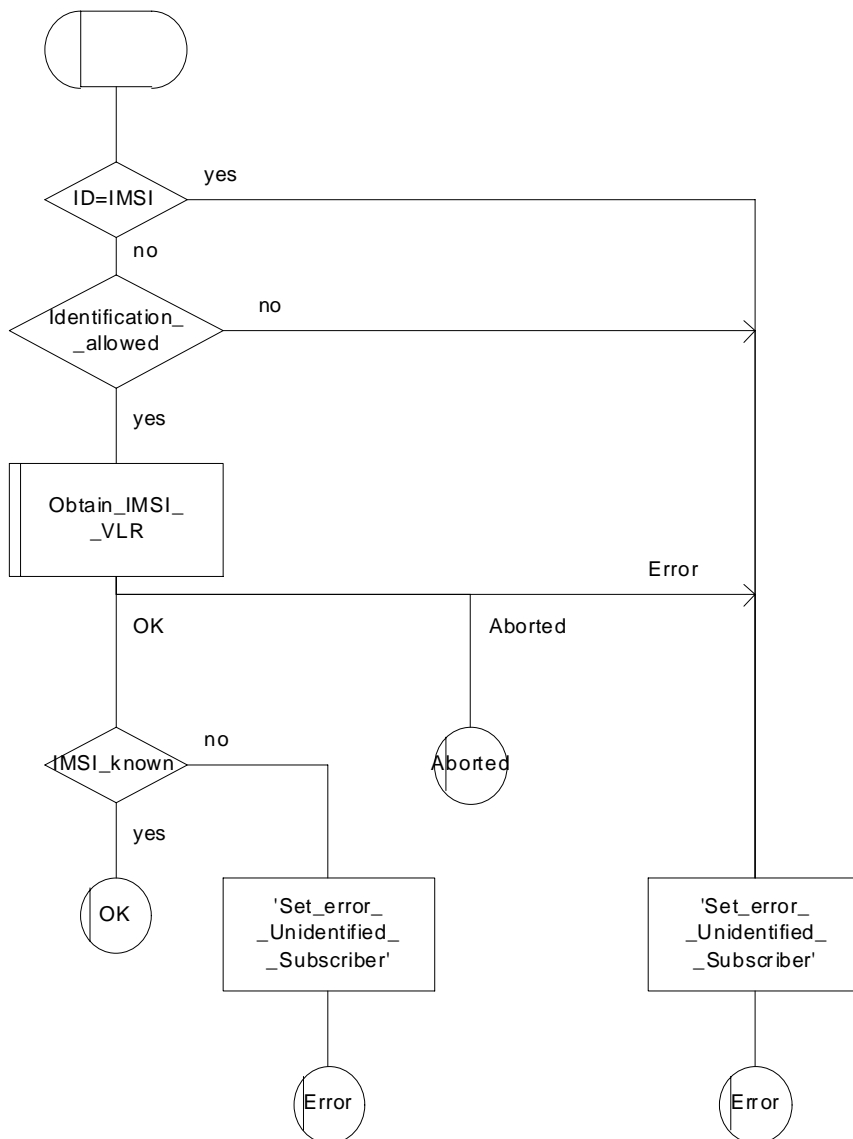 yes
ID=IMSI
no
Identification_
_allowed
no
yes
Obtain_IMSI_
_VLR
Error
OK
Aborted
no
IMSI_known
Aborted
yes
OK
'Set_error_
_Unidentified_
_Subscriber'
'Set_error_
_Unidentified_
_Subscriber'
Error
Error